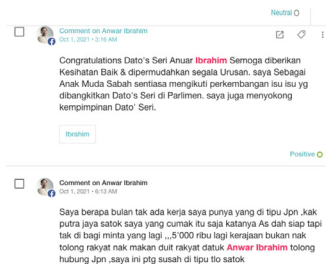 Neutral
Comment on Anwar Ibrahim
Oct 1, 2021 • 3:16 AM
Congratulations Dato's Seri Anuar Ibrahim Semoga diberikan
Kesihatan Baik & dipermudahkan segala Urusan. saya Sebagai
Anak Muda Sabah sentiasa mengikuti perkembangan isu isu yg
dibangkitkan Dato's Seri di Parlimen. saya juga menyokong
kempimpinan Dato' Seri.
Ibrahim
Positive
Comment on Anwar Ibrahim
Oct 1, 2021 • 6:13 AM
Saya berapa bulan tak ada kerja saya punya yang di tipu Jpn ,kak
putra jaya satok saya yang cumak itu saja katanya As dah siap tapi
tak di bagi minta yang lagi ,,,5'000 ribu lagi kerajaan bukan nak
tolong rakyat nak makan duit rakyat datuk Anwar Ibrahim tolong
hubung Jpn ,saya ini ptg susah di tipu tlo satok